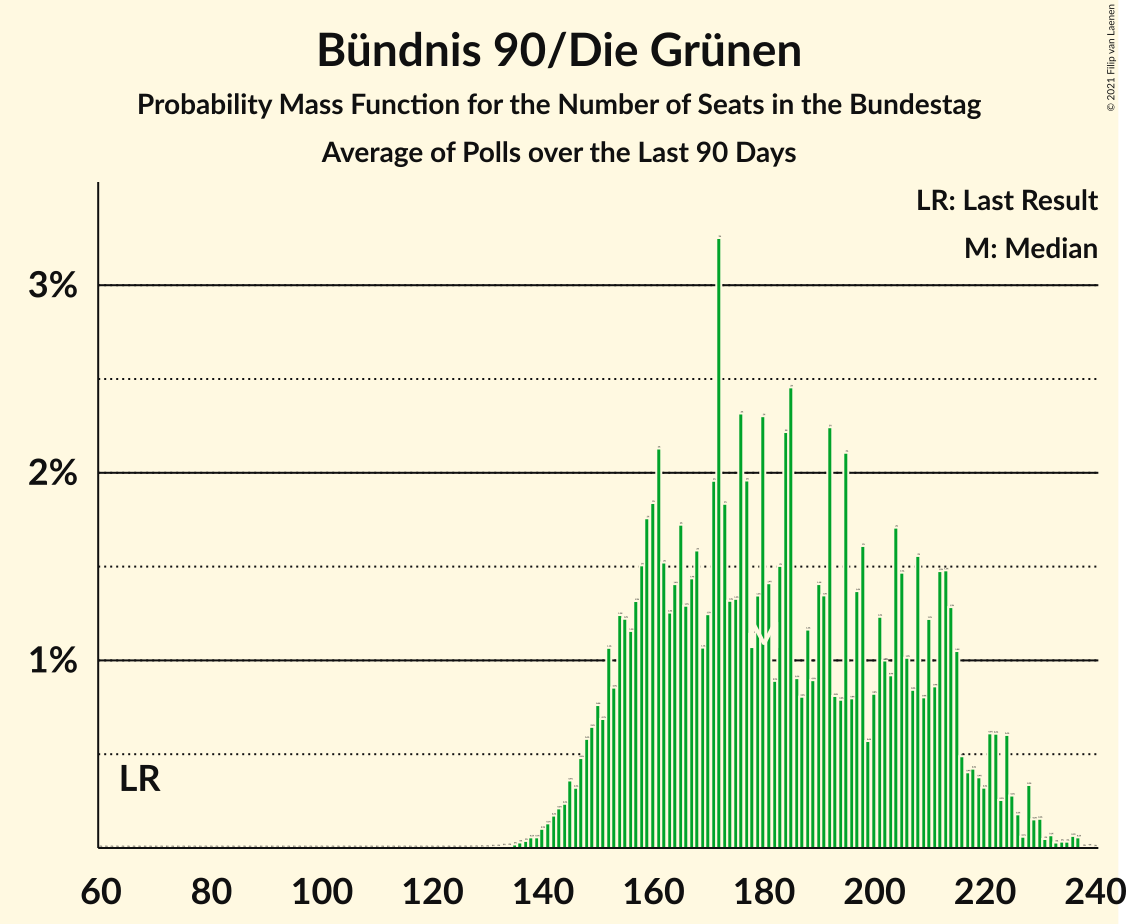 Bündnis 90/Die Grünen
Probability Mass Function for the Number of Seats in the Bundestag
Average of Polls over the Last 90 Days
© 2021 Filip van Laenen
LR: Last Result
M: Median
3%
2%
1%
LR
M
60 80 100 120 140 160 180 200 220 240